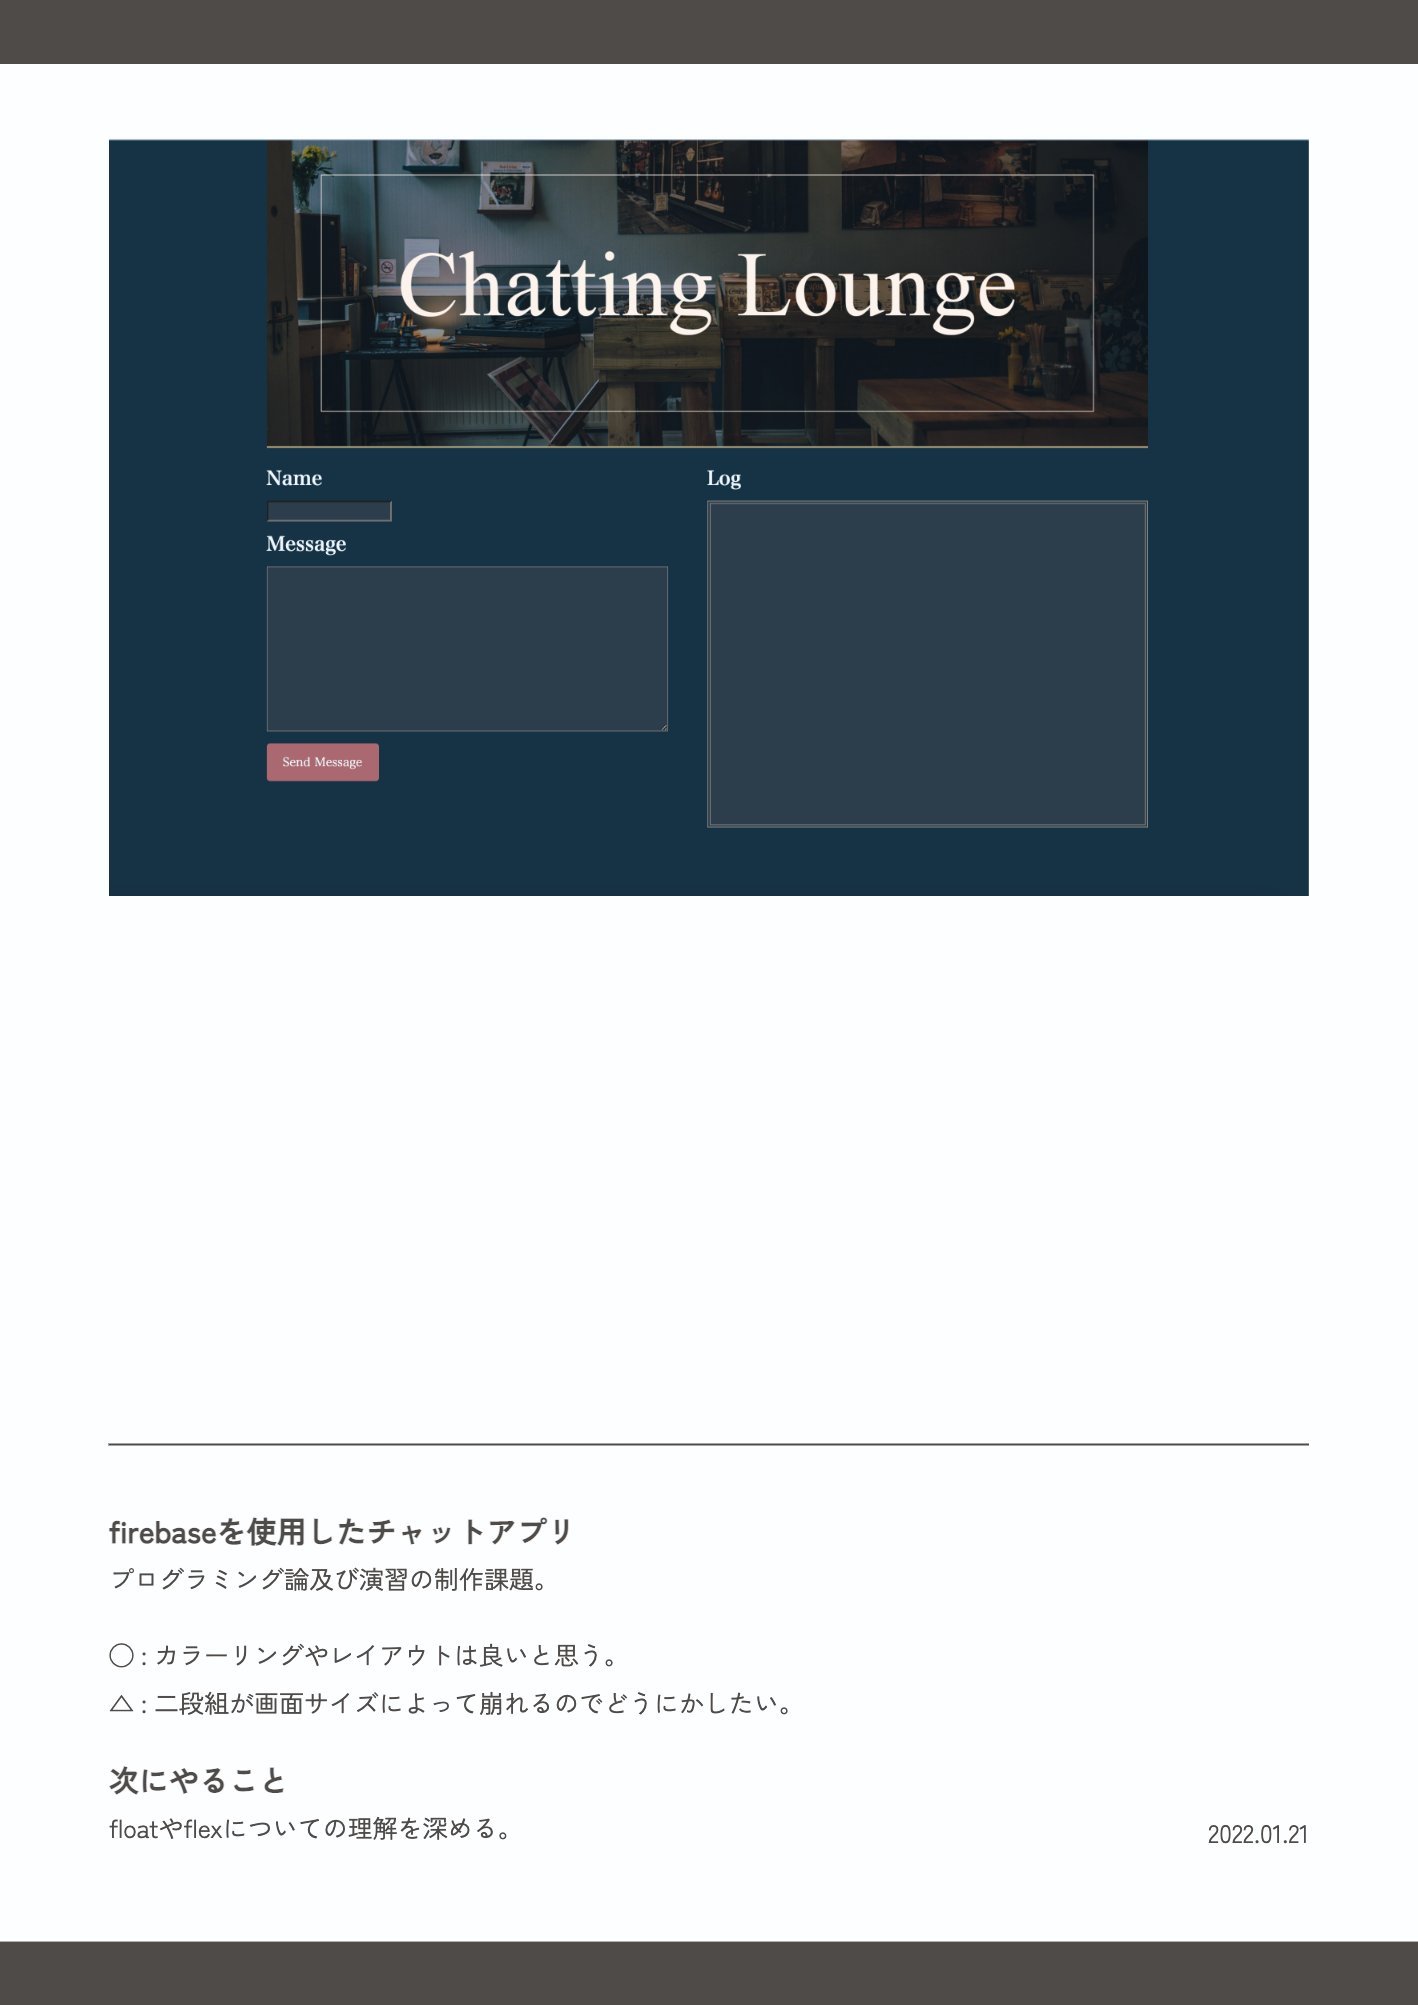 Chatting Lounge
Name
Log
Message
Send Message
firebaseを使用したチャットアプリ
プログラミング論及び演習の制作課題。
◯ : カラーリングやレイアウトは良いと思う。
△ : 二段組が画面サイズによって崩れるのでどうにかしたい。
次にやること
floatやflexについての理解を深める。
2022.01.21